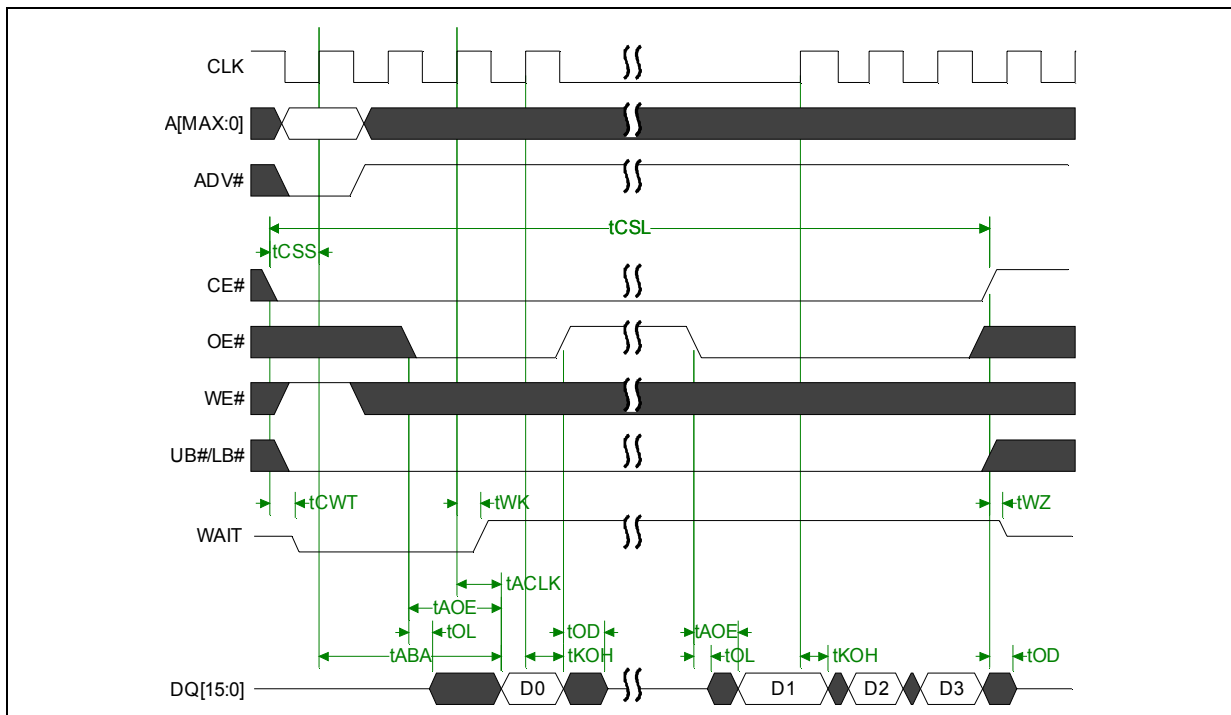 CLK
A[MAX:0]
ADV#
tCSL
tCSS
CE#
OE#
WE#
UB#/LB#
tCWT
tWK
tWZ
WAIT
tACLK
tAOE
tOL
tOD
tAOE
tABA
tKOH
tOL
tKOH
tOD
DQ[15:0]
D0
D1
D2
D3